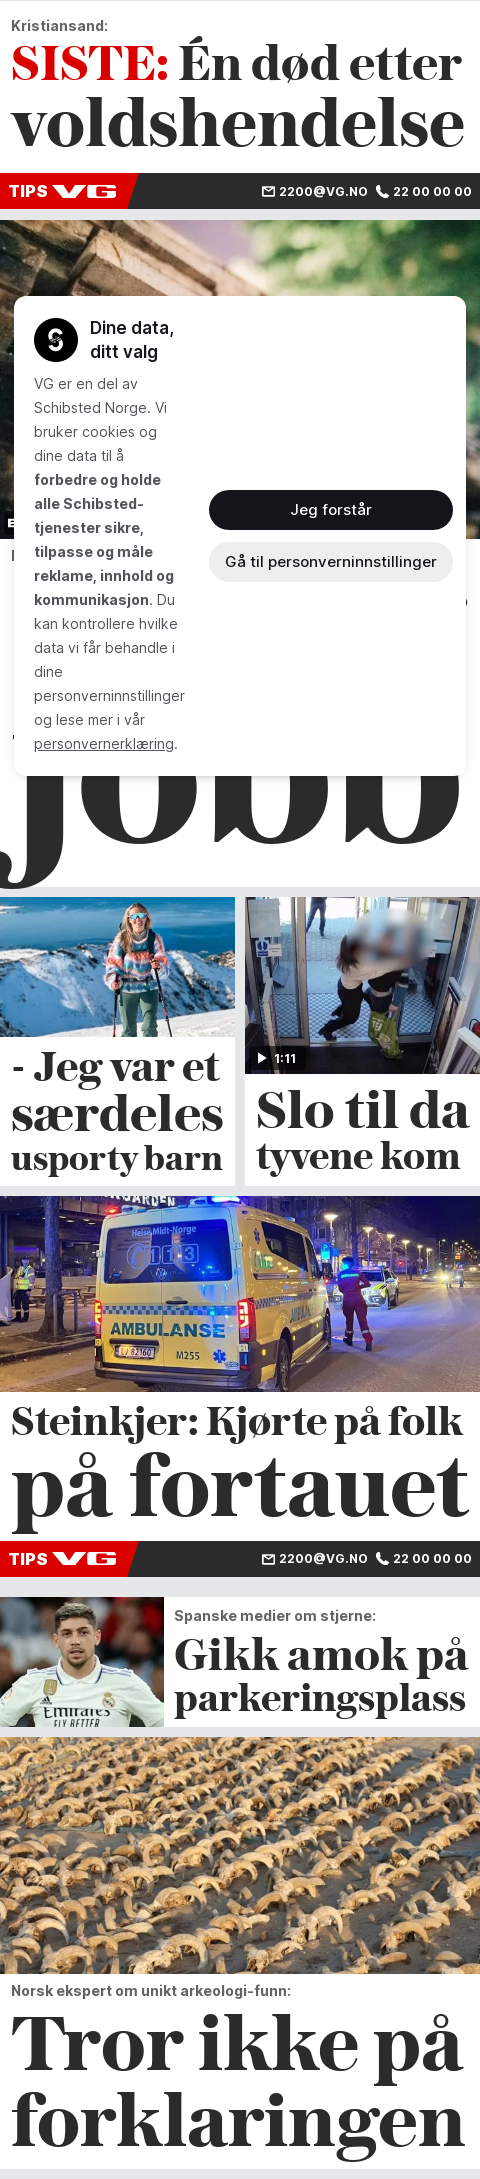 Kristiansand:
SISTE: Én død etter
voldshendelse
TIPS VG 2200@VG.NO 22 00 00 00
Dine data,
ditt valg
VG er en del av
Schibsted Norge. Vi
bruker cookies og
dine data til å
forbedre og holde
alle Schibsted-
tjenester sikre,
tilpasse og måle
reklame, innhold og
kommunikasjon. Du
kan kontrollere hvilke
data vi får behandle i
dine
personverninnstillinger
og lese mer i vår
personvernerklæring.
Jeg forstår
Gå til personverninnstillinger
jobb
- Jeg var et
særdeles
usporty barn
1:11
Slo til da
tyvene kom
Helse Midt-Norge
113
AMBULANSE
82160
M255
Steinkjer: Kjørte på folk
på fortauet
TIPS VG 2200@VG.NO 22 00 00 00
Emirates
FLY BETTER
Spanske medier om stjerne:
Gikk amok på
parkeringsplass
Norsk ekspert om unikt arkeologi-funn:
Tror ikke på
forklaringen